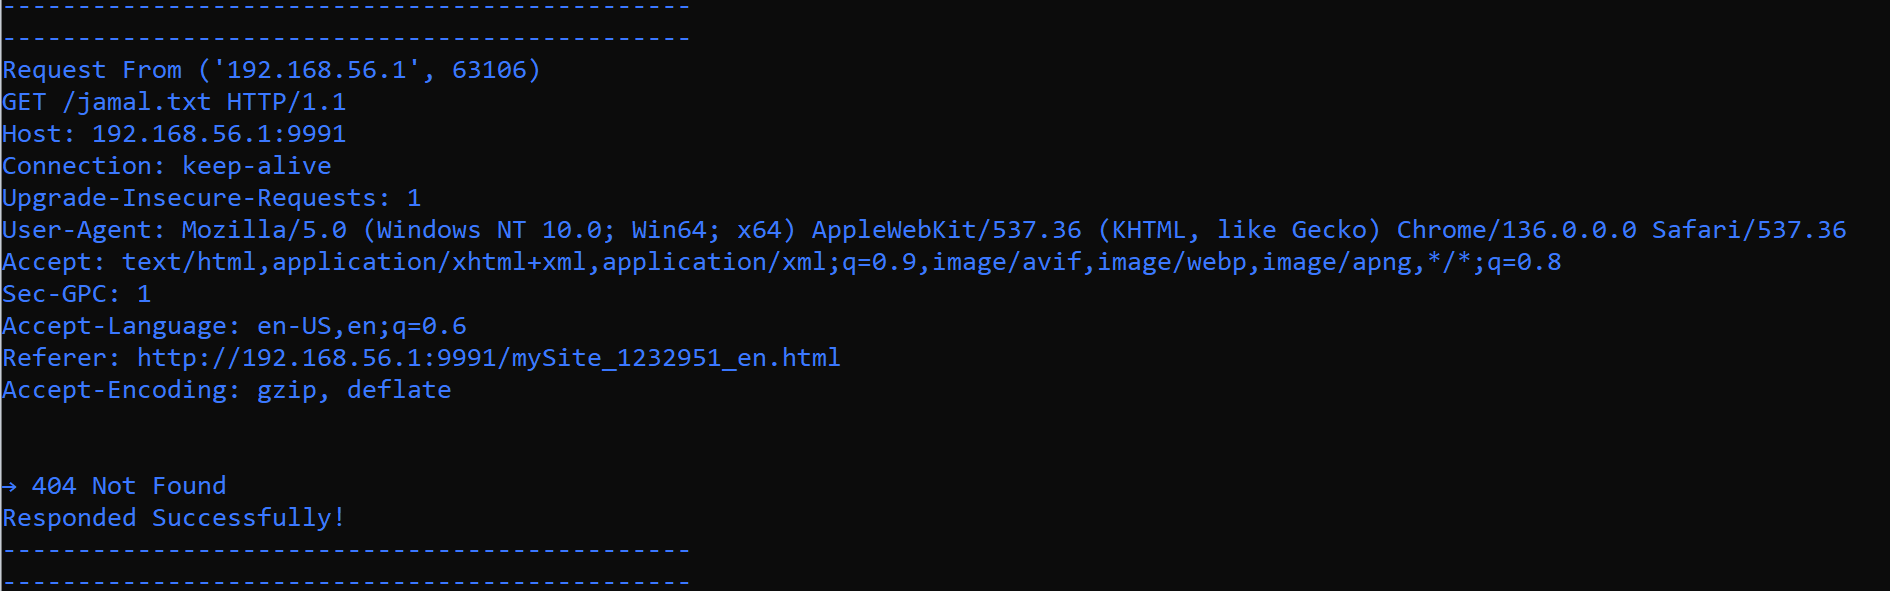 ----------------------------------------------
----------------------------------------------
Request From ('192.168.56.1', 63106)
GET /jamal.txt HTTP/1.1
Host: 192.168.56.1:9991
Connection: keep-alive
Upgrade-Insecure-Requests: 1
User-Agent: Mozilla/5.0 (Windows NT 10.0; Win64; x64) AppleWebKit/537.36 (KHTML, like Gecko) Chrome/136.0.0.0 Safari/537.36
Accept: text/html,application/xhtml+xml,application/xml;q=0.9,image/avif,image/webp,image/apng,*/*;q=0.8
Sec-GPC: 1
Accept-Language: en-US,en;q=0.6
Referer: http://192.168.56.1:9991/mySite_1232951_en.html
Accept-Encoding: gzip, deflate
→ 404 Not Found
Responded Successfully!
----------------------------------------------
----------------------------------------------